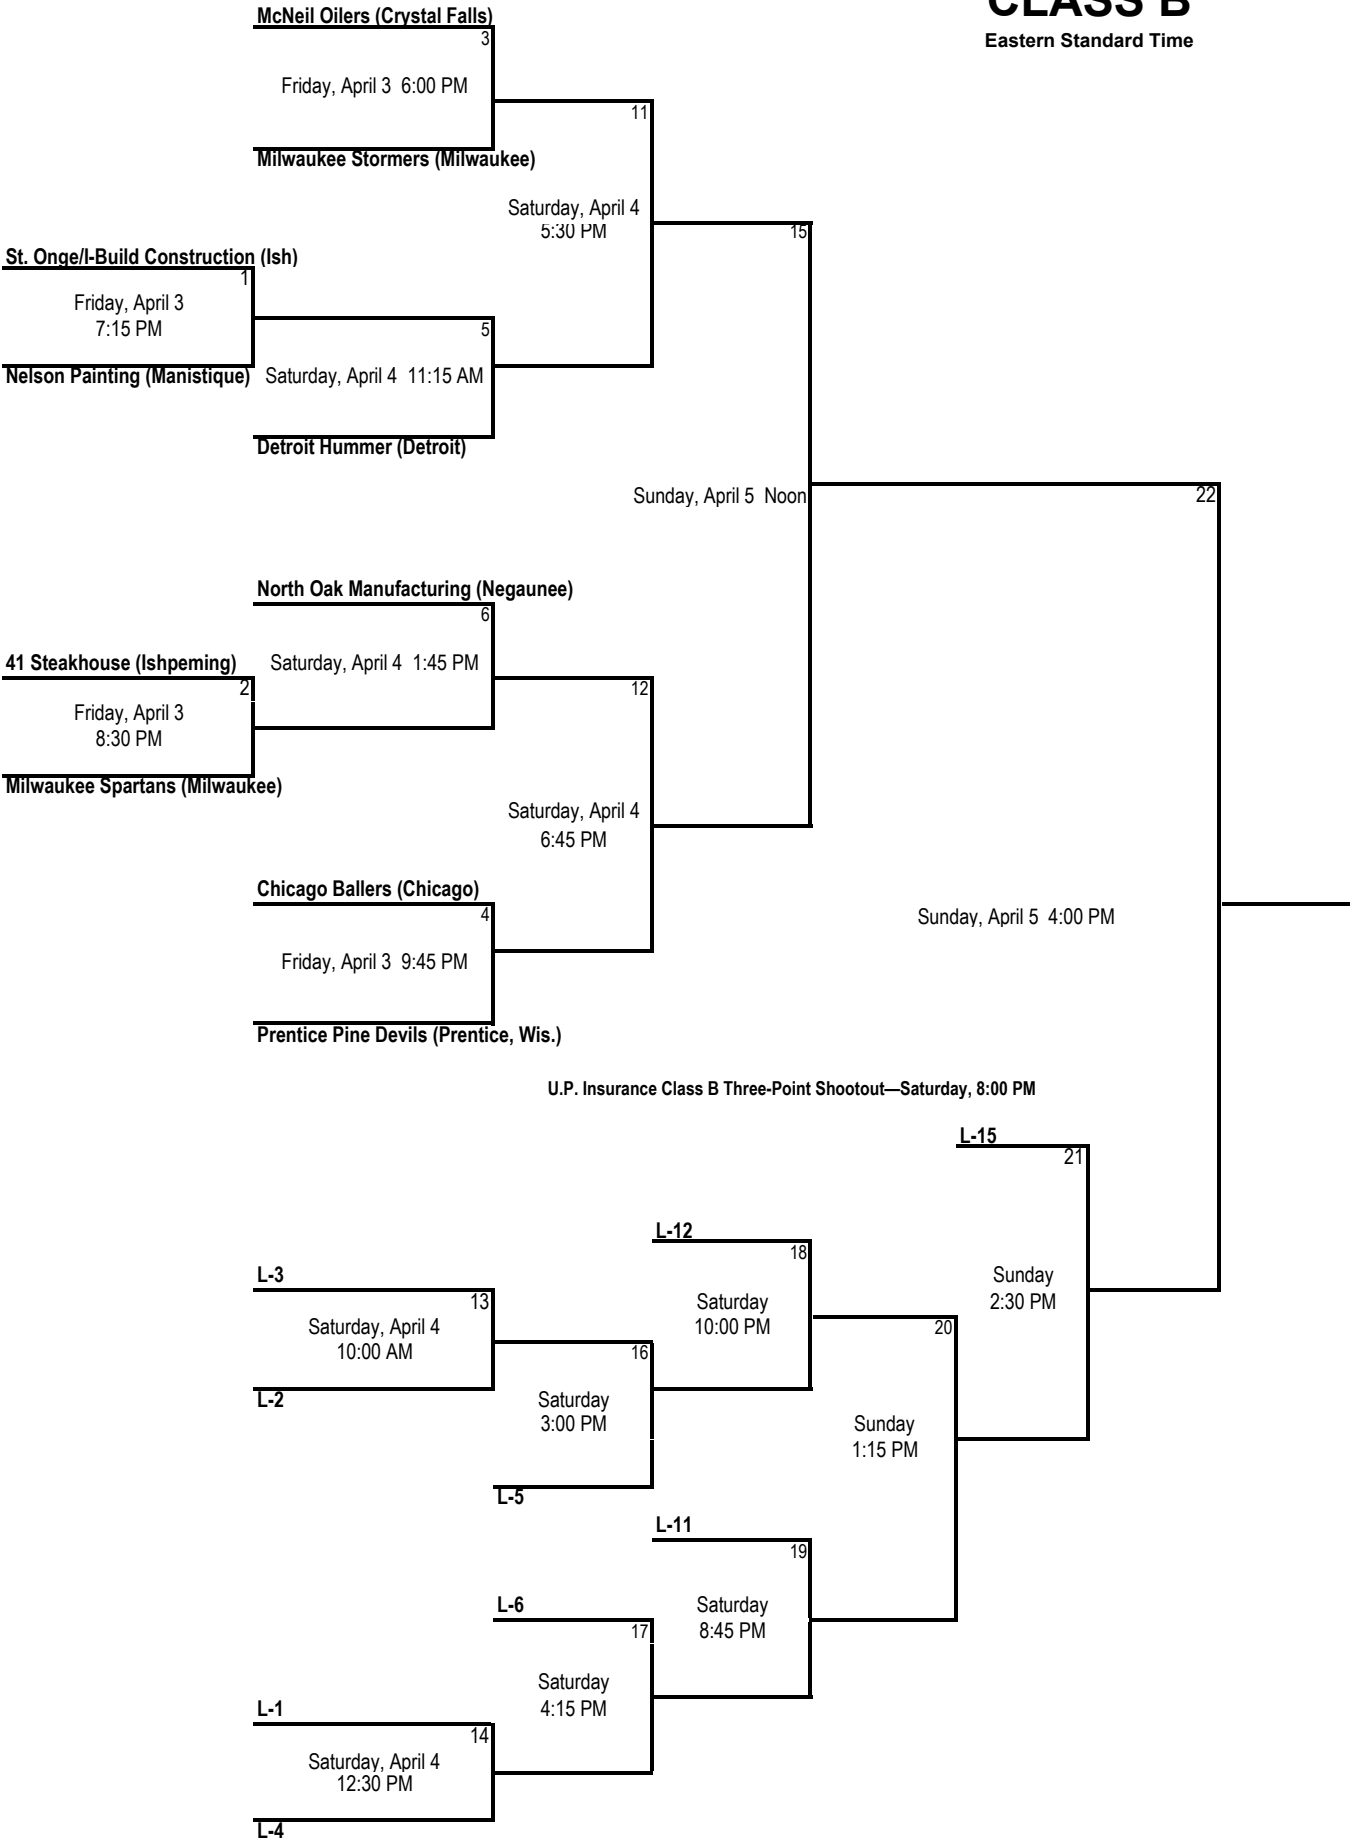 CLASS B
Eastern Standard Time
McNeil Oilers (Crystal Falls)
3
Friday, April 3  6:00 PM
11
Milwaukee Stormers (Milwaukee)
Saturday, April 4
5:30 PM
15
St. Onge/I-Build Construction (Ish)
1
Friday, April 3
7:15 PM
5
Nelson Painting (Manistique)
Saturday, April 4  11:15 AM
Detroit Hummer (Detroit)
Sunday, April 5  Noon
22
North Oak Manufacturing (Negaunee)
6
41 Steakhouse (Ishpeming)
Saturday, April 4  1:45 PM
2
12
Friday, April 3
8:30 PM
Milwaukee Spartans (Milwaukee)
Saturday, April 4
6:45 PM
Chicago Ballers (Chicago)
4
Sunday, April 5  4:00 PM
Friday, April 3  9:45 PM
Prentice Pine Devils (Prentice, Wis.)
U.P. Insurance Class B Three-Point Shootout—Saturday, 8:00 PM
L-15
21
L-12
18
L-3
Sunday
2:30 PM
13
Saturday
10:00 PM
Saturday, April 4
10:00 AM
20
16
L-2
Saturday
3:00 PM
Sunday
1:15 PM
L-5
L-11
19
L-6
Saturday
8:45 PM
17
Saturday
4:15 PM
L-1
14
Saturday, April 4
12:30 PM
L-4